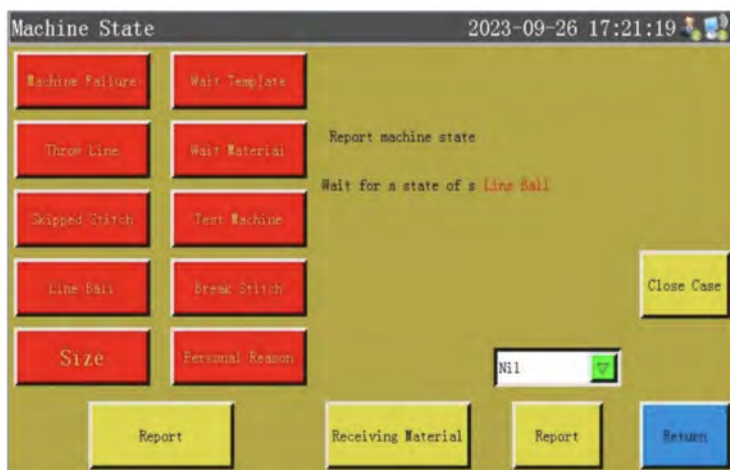 Machine State 2023-09-26 17:21:19
Machine Failure Wait Template
Throw Line Wait Material
Report machine state
Wait for a state of s Line Ball
Skipped Stitch Test Machine
Line Ball Break Stitch
Close Case
Size Personal Reason
Nil
Report Receiving Material Report Return